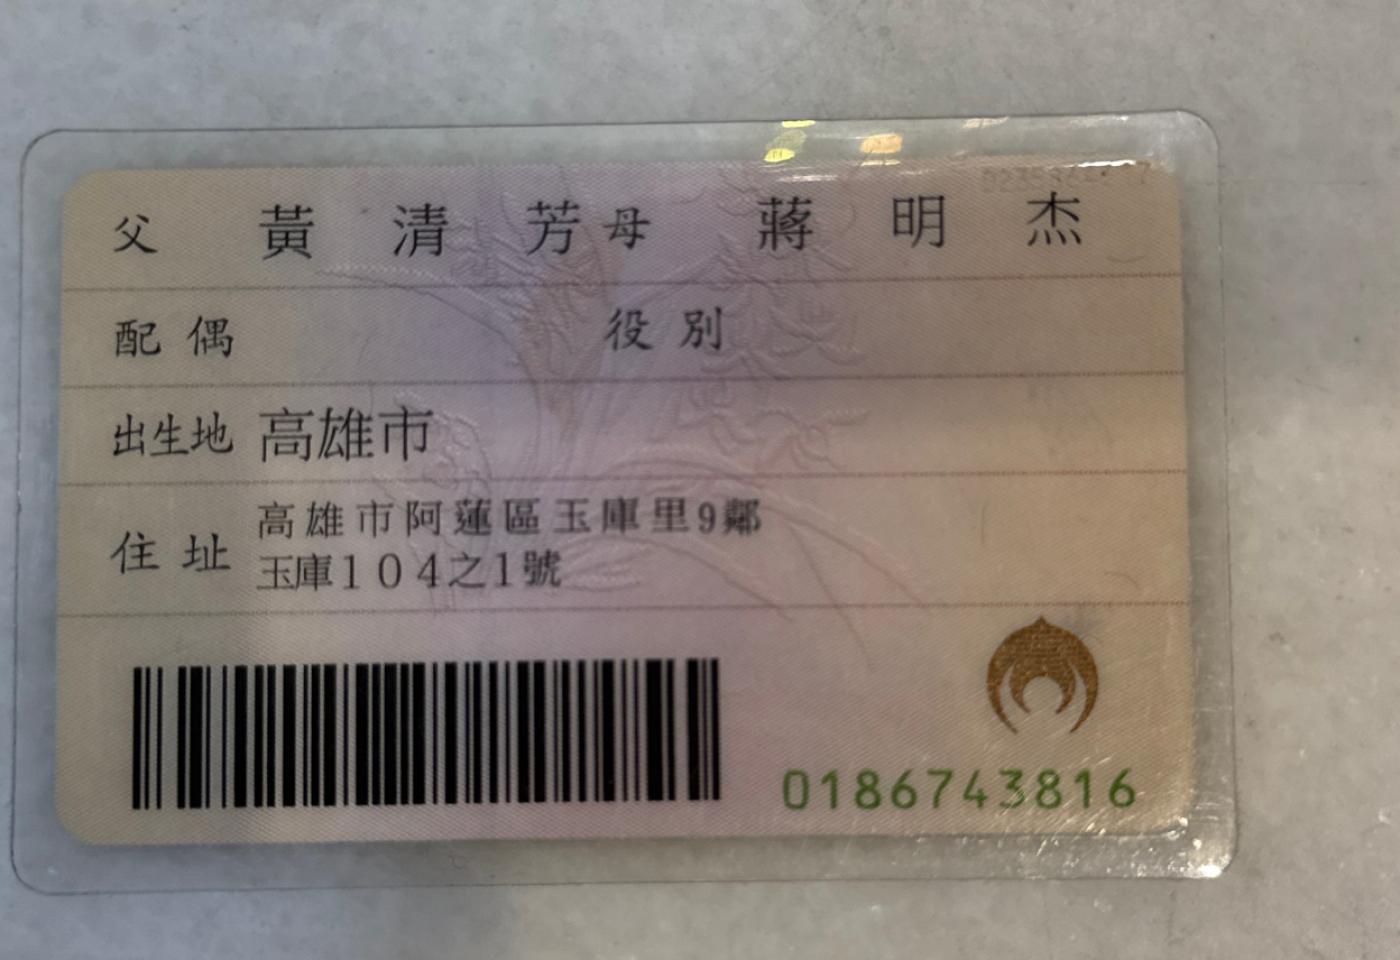 父 黃清芳 母 蔣明杰
配偶 役別
出生地 高雄市
住址 高雄市阿蓮區玉庫里9鄰
玉庫104之1號
0186743816